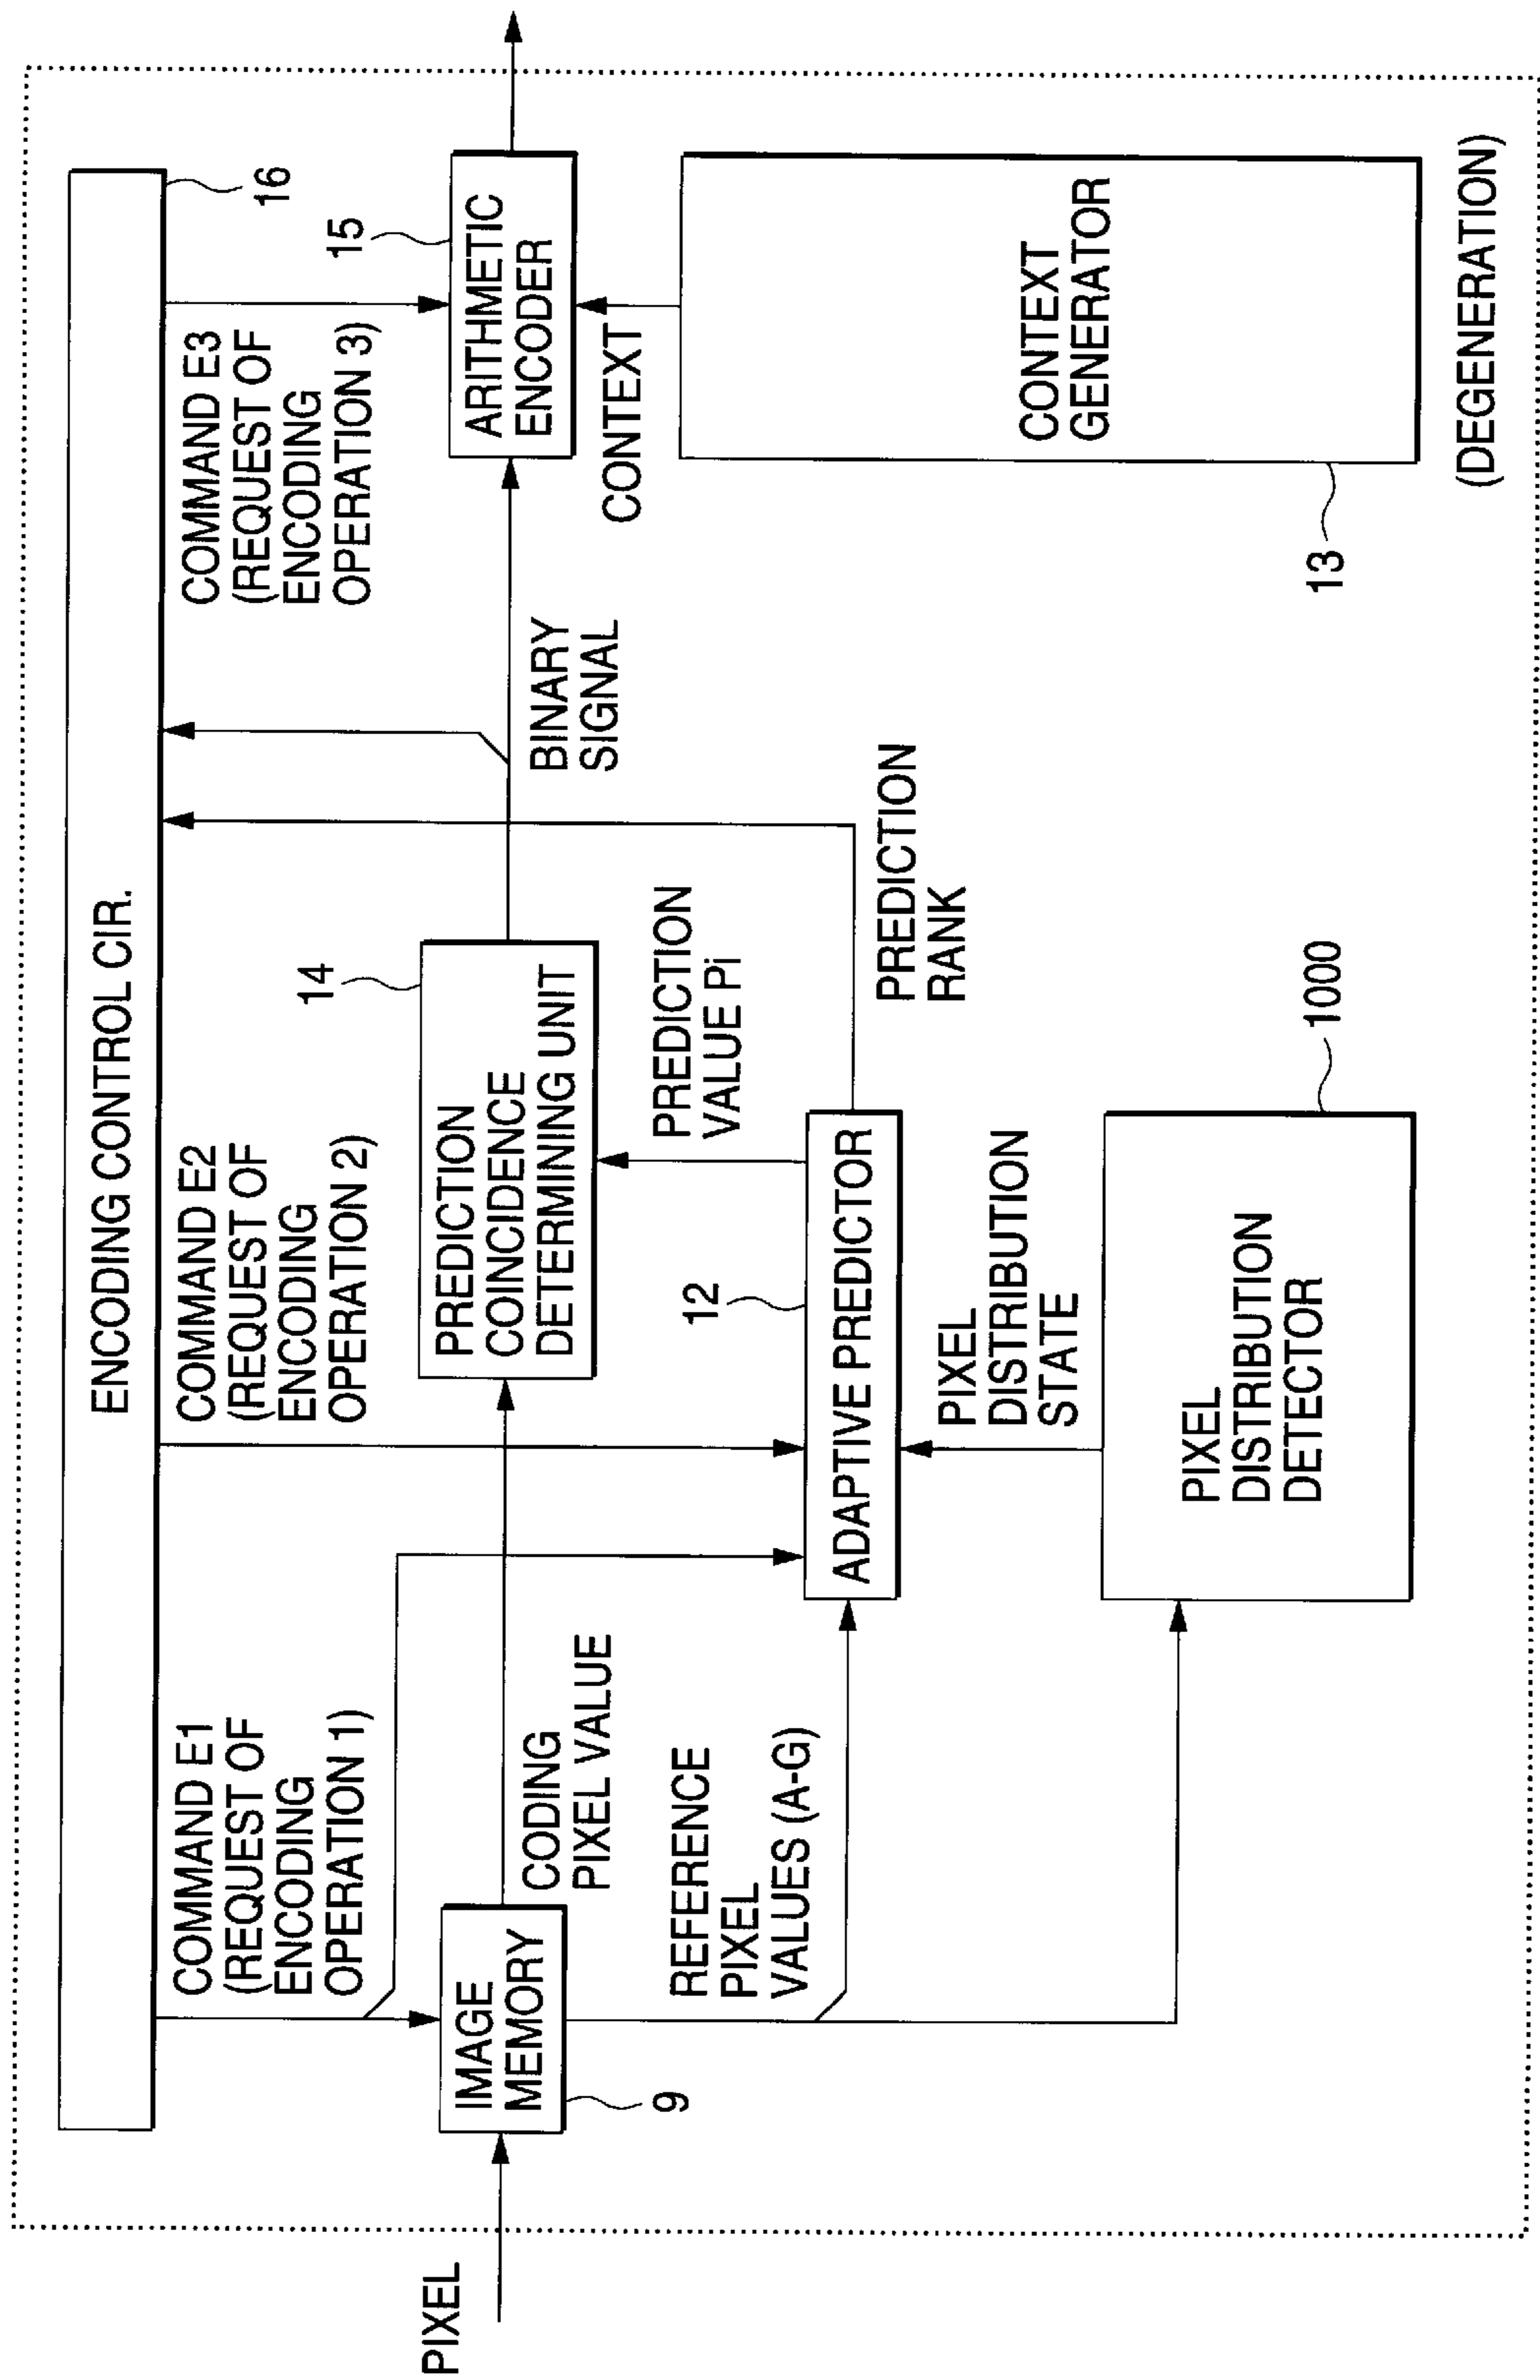 ENCODING CONTROL CIR.
16
COMMAND E1
(REQUEST OF
ENCODING
OPERATION 1)
COMMAND E2
(REQUEST OF
ENCODING
OPERATION 2)
COMMAND E3
(REQUEST OF
ENCODING
OPERATION 3)
PIXEL
IMAGE
MEMORY
9
CODING
PIXEL VALUE
14
PREDICTION
COINCIDENCE
DETERMINING UNIT
BINARY
SIGNAL
15
ARITHMETIC
ENCODER
CONTEXT
REFERENCE
PIXEL
VALUES (A-G)
PREDICTION
VALUE Pi
12
ADAPTIVE PREDICTOR
PREDICTION
RANK
PIXEL
DISTRIBUTION
STATE
PIXEL
DISTRIBUTION
DETECTOR
1000
CONTEXT
GENERATOR
13
(DEGENERATION)